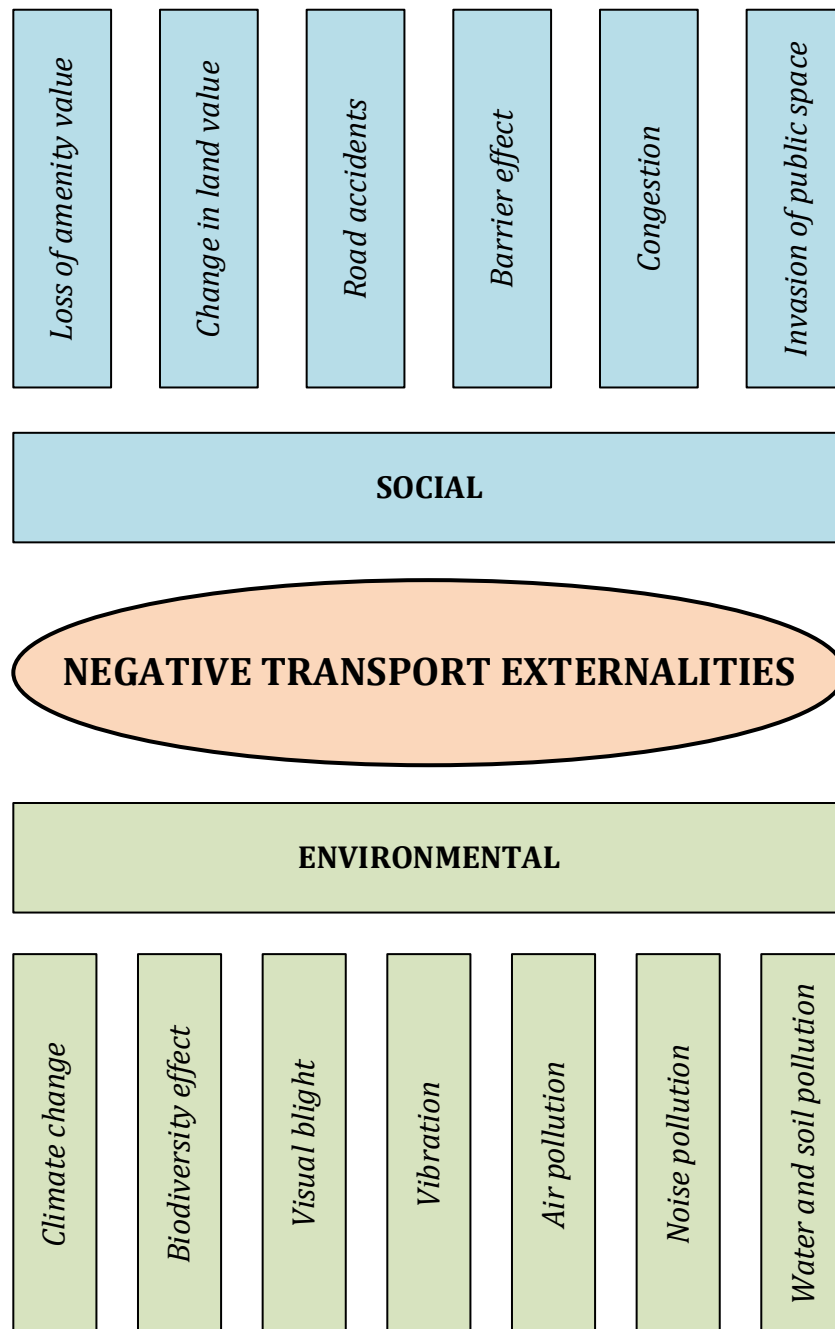 Loss of amenity value
Change in land value
Road accidents
Barrier effect
Congestion
Invasion of public space
SOCIAL
NEGATIVE TRANSPORT EXTERNALITIES
ENVIRONMENTAL
Climate change
Biodiversity effect
Visual blight
Vibration
Air pollution
Noise pollution
Water and soil pollution